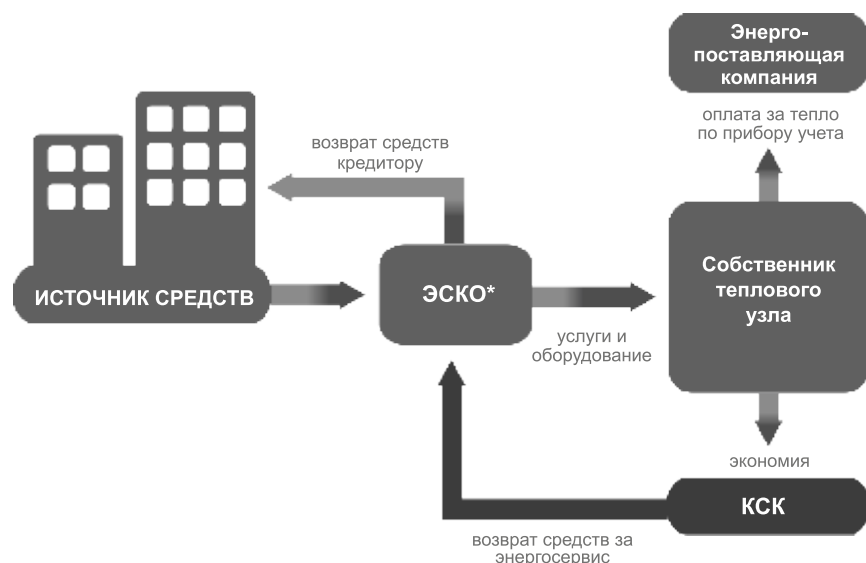 Энерго-
поставляющая
компания
оплата за тепло
по прибору учета
возврат средств
кредитору
ИСТОЧНИК СРЕДСТВ
ЭСКО*
Собственник
теплового
узла
услуги и
оборудование
экономия
КСК
возврат средств за
энергосервис